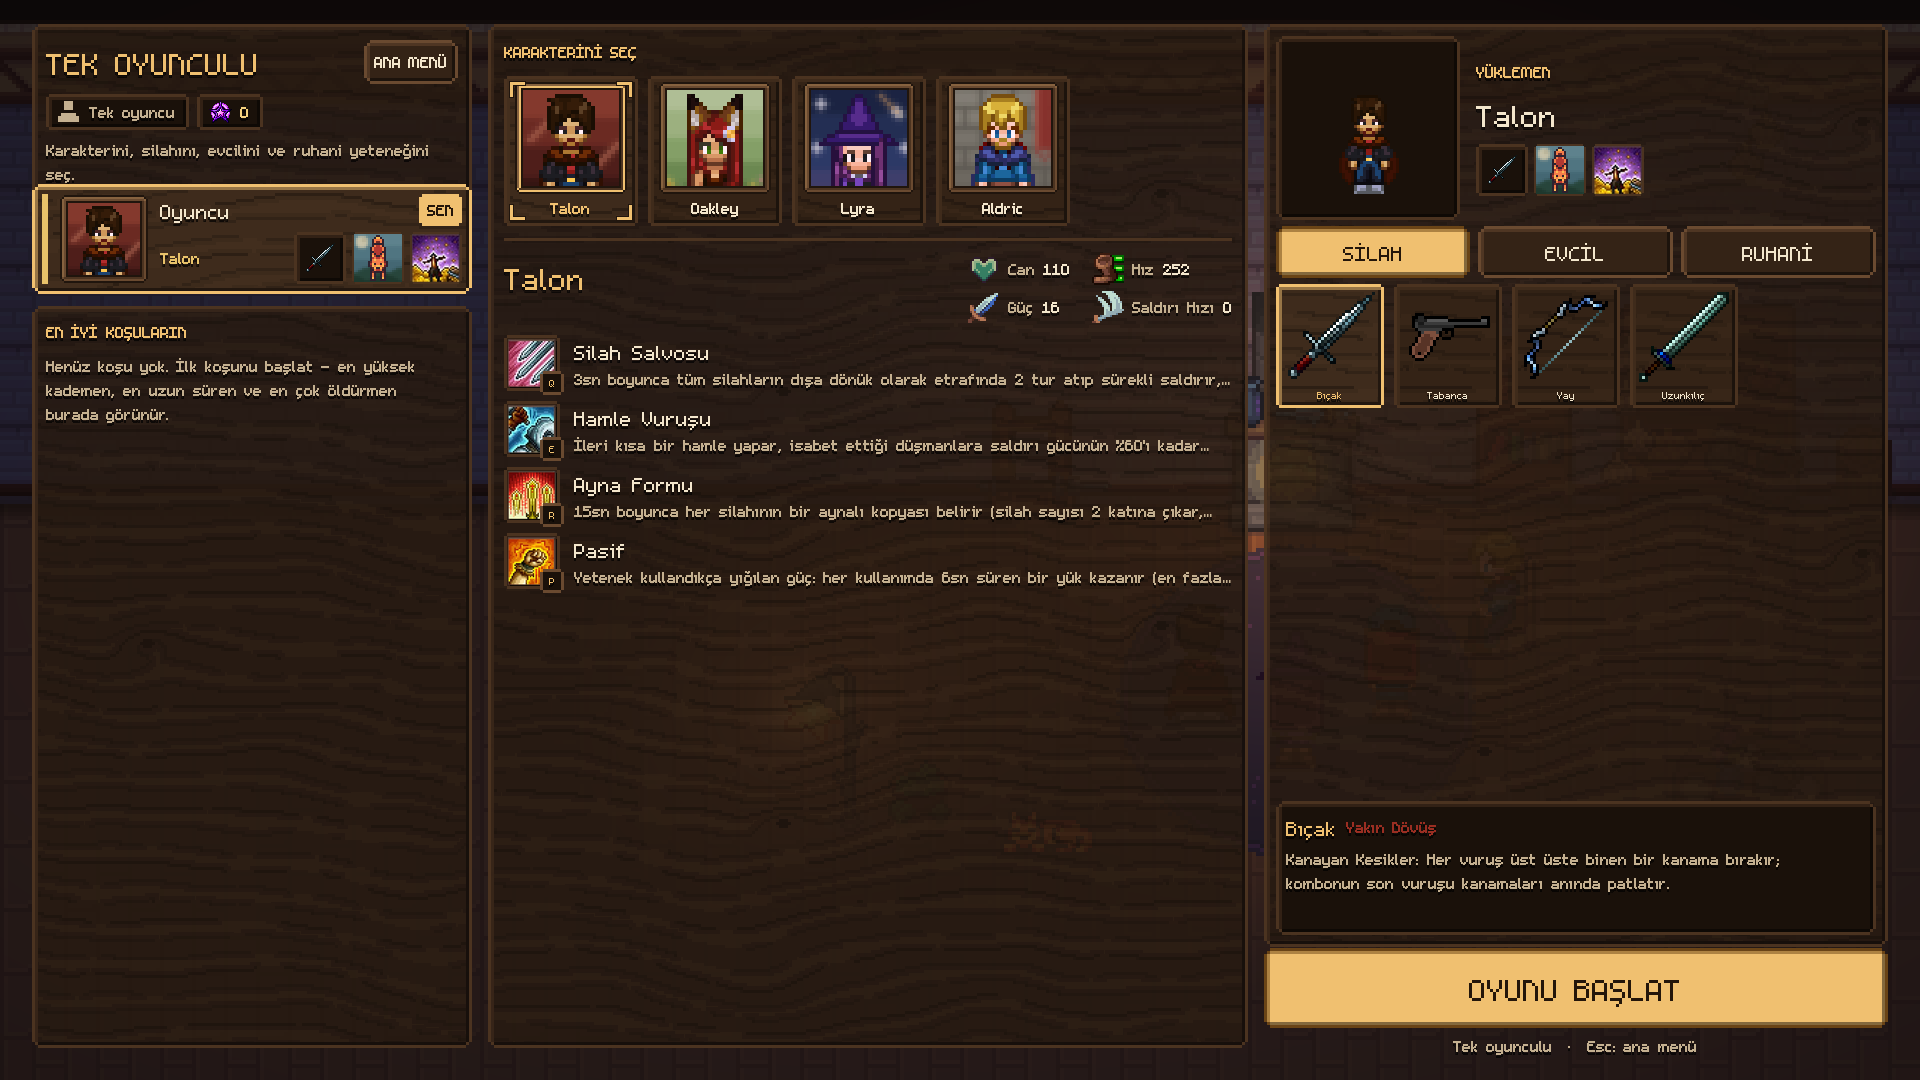 TEK OYUNCULU
ANA MENÜ
Tek oyuncu
0
Karakterini, silahını, evcilini ve ruhani yeteneğini
seç.
Oyuncu
SEN
Talon
EN İYİ KOŞULARIN
Henüz koşu yok. İlk koşunu başlat – en yüksek
kademen, en uzun süren ve en çok öldürmen
burada görünür.
KARAKTERİNİ SEÇ
Talon
Oakley
Lyra
Aldric
Talon
Can 110
Hız 252
Güç 16
Saldırı Hızı 0
Silah Salvosu
Q
3sn boyunca tüm silahların dışa dönük olarak etrafında 2 tur atıp sürekli saldırır,...
Hamle Vuruşu
E
İleri kısa bir hamle yapar, isabet ettiği düşmanlara saldırı gücünün %60'ı kadar...
Ayna Formu
R
15sn boyunca her silahının bir aynalı kopyası belirir (silah sayısı 2 katına çıkar,...
Pasif
P
Yetenek kullandıkça yığılan güç: her kullanımda 6sn süren bir yük kazanır (en fazla...
YÜKLEMEN
Talon
SİLAH
EVCİL
RUHANİ
Bıçak
Tabanca
Yay
Uzunkılıç
Bıçak Yakın Dövüş
Kanayan Kesikler: Her vuruş üst üste binen bir kanama bırakır;
kombonun son vuruşu kanamaları anında patlatır.
OYUNU BAŞLAT
Tek oyunculu · Esc: ana menü